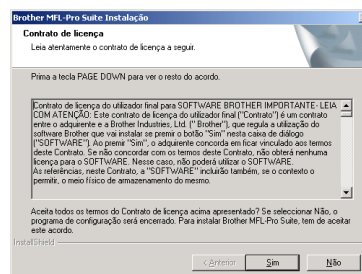 Brother MFL-Pro Suite Instalação
Contrato de licença
Leia atentamente o contrato de licença a seguir.
Prima a tecla PAGE DOWN para ver o resto do acordo.
Contrato de licença do utilizador final para SOFTWARE BROTHER IMPORTANTE- LEIA
COM ATENÇÃO: Este contrato de licença do utilizador final ("Contrato") é um contrato
entre o adquirente e a Brother Industries, Ltd. (" Brother"), que regula a utilização do
software Brother que vai instalar se premir o botão "Sim" nesta caixa de diálogo
("SOFTWARE"). Ao premir "Sim", o adquirente concorda em ficar vinculado aos termos
deste Contrato. Se não concordar com os termos deste Contrato, não obterá nenhuma
licença para o SOFTWARE. Nesse caso, não poderá utilizar o SOFTWARE.
As referências, neste Contrato, a "SOFTWARE" incluirão também, se o contexto o
permitir, o meio físico de armazenamento do mesmo.
Aceita todos os termos do Contrato de licença acima apresentado? Se seleccionar Não, o
programa de configuração será encerrado. Para instalar Brother MFL-Pro Suite, tem de aceitar
este acordo.
InstallShield
< Anterior Sim Não